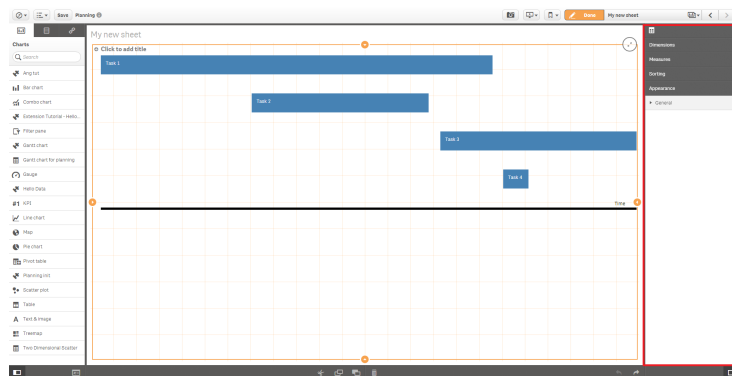 Save Planning
Done My new sheet
My new sheet
Charts
Search
Ang tut
Bar chart
Combo chart
Extension Tutorial - Hello...
Filter pane
Gantt chart
Gantt chart for planning
Gauge
Hello Data
#1 KPI
Line chart
Map
Pie chart
Pivot table
Planning Init
Scatter plot
Table
A Text & image
Treemap
Two Dimensional Scatter
Click to add title
Task 1
Task 2
Task 3
Task 4
Time
Dimensions
Measures
Sorting
Appearance
General